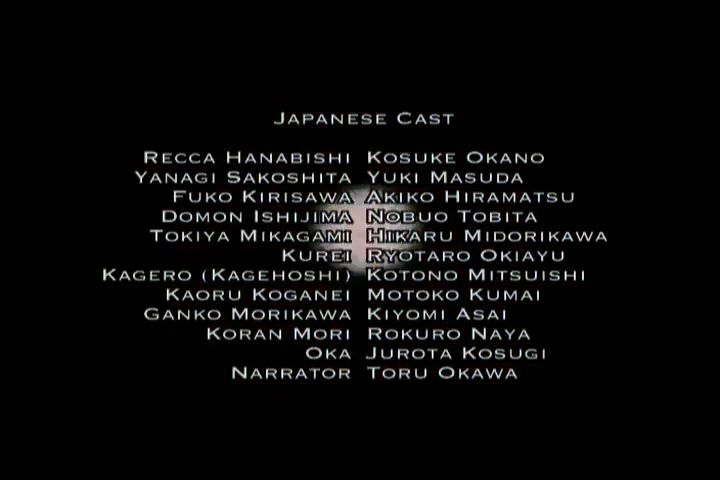 Japanese Cast
Recca Hanabishi Kosuke Okano
Yanagi Sakoshita Yuki Masuda
Fuko Kirisawa Akiko Hiramatsu
Domon Ishijima Nobuo Tobita
Tokiya Mikagami Hikaru Midorikawa
Kurei Ryotaro Okiayu
Kagero (Kagehoshi) Kotono Mitsuishi
Kaoru Koganei Motoko Kumai
Ganko Morikawa Kiyomi Asai
Koran Mori Rokuro Naya
Oka Jurota Kosugi
Narrator Toru Okawa